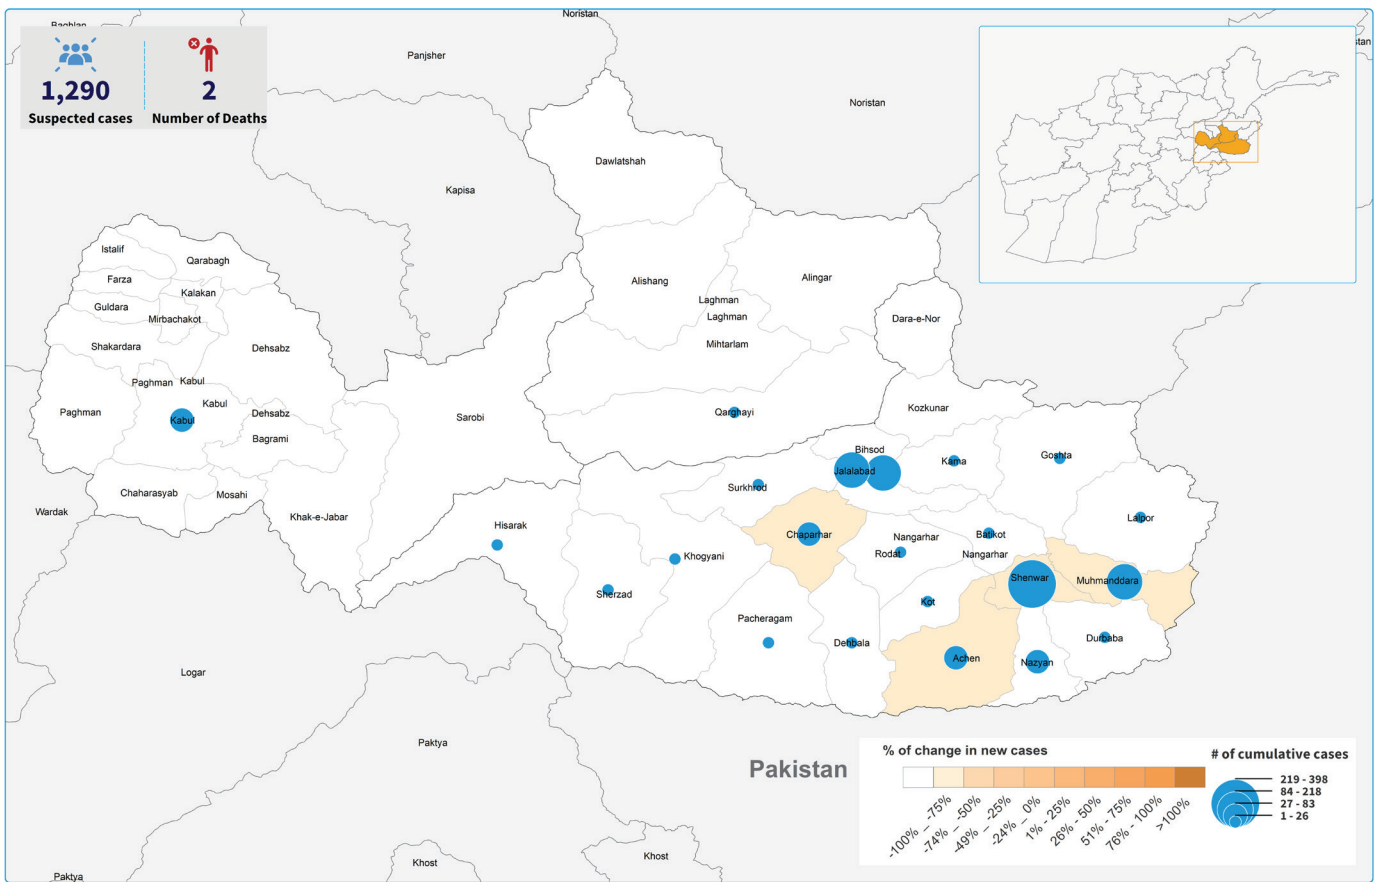 Baghlan
Noristan
Panjsher
1,290
2
Suspected cases
Number of Deaths
Noristan
Dawlatshah
Kapisa
Istalif
Qarabagh
Farza
Kalakan
Guldara
Mirbachakot
Shakardara
Dehsabz
Alishang
Alingar
Laghman
Laghman
Mihtarlam
Dara-e-Nor
Paghman
Kabul
Kabul
Paghman
Kabul
Dehsabz
Bagrami
Sarobi
Qarghayi
Kozkunar
Bihsod
Jalalabad
Kama
Goshta
Surkhrod
Chaharasyab
Mosahi
Wardak
Khak-e-Jabar
Hisarak
Lalpor
Chaparhar
Nangarhar
Batikot
Rodat
Nangarhar
Khogyani
Sherzad
Shenwar
Muhmanddara
Kot
Pacheragam
Dehbala
Durbaba
Achen
Nazyan
Logar
Paktya
Pakistan
Khost
Khost
Paktya
% of change in new cases
-100% - -75%
-74% - -50%
-49% - -25%
-24% - 0%
1% - 25%
26% - 50%
51% - 75%
76% - 100%
>100%
# of cumulative cases
219 - 398
84 - 218
27 - 83
1 - 26